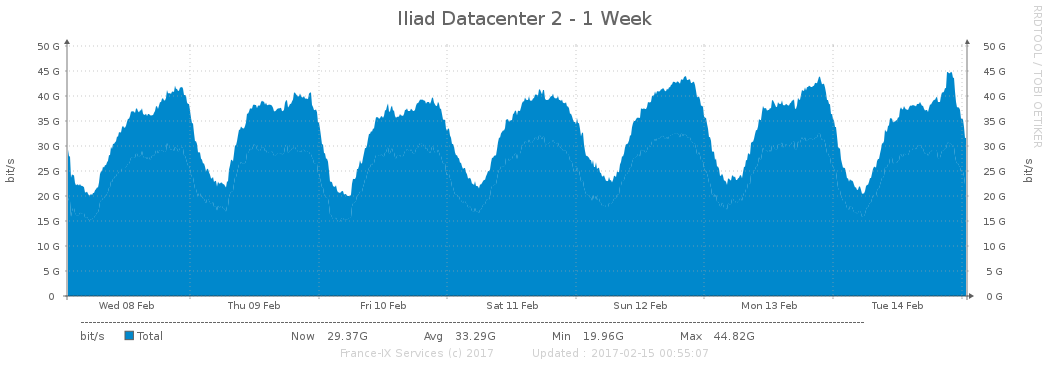 Iliad Datacenter 2 - 1 Week
RRDTOOL / TOBI OETIKER
bit/s
50 G 50 G
45 G 45 G
40 G 40 G
35 G 35 G
30 G 30 G
25 G 25 G
20 G 20 G
15 G 15 G
10 G 10 G
5 G 5 G
0 0 G
bit/s
Wed 08 Feb Thu 09 Feb Fri 10 Feb Sat 11 Feb Sun 12 Feb Mon 13 Feb Tue 14 Feb
bit/s Total Now 29.37G Avg 33.29G Min 19.96G Max 44.82G
France-IX Services (c) 2017 Updated : 2017-02-15 00:55:07